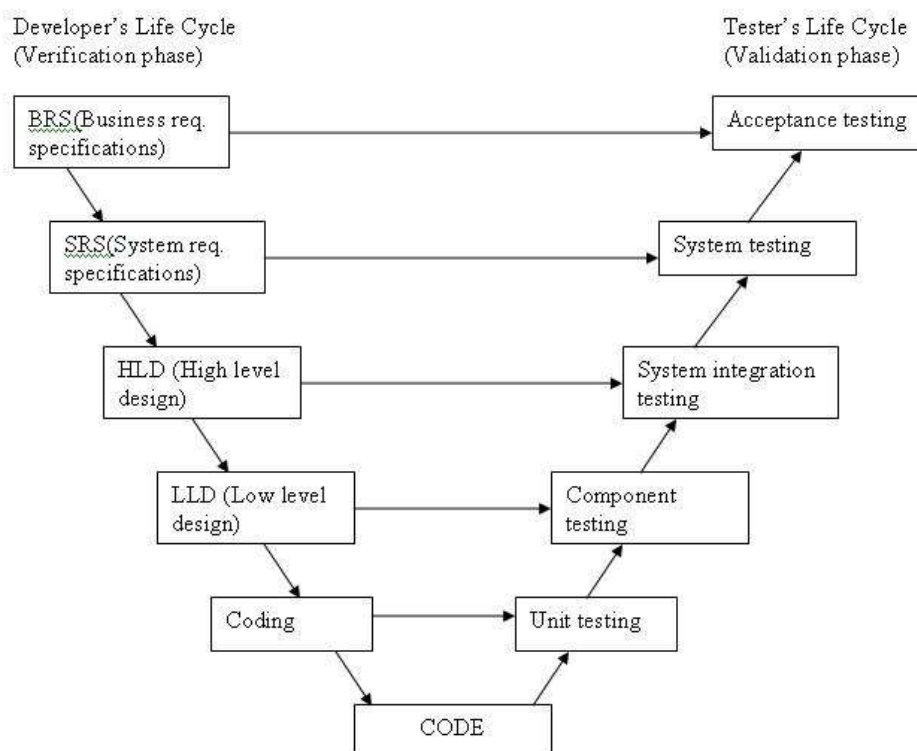 Developer's Life Cycle
(Verification phase)
Tester's Life Cycle
(Validation phase)
BRS(Business req.
specifications)
Acceptance testing
SRS(System req.
specifications)
System testing
HLD (High level
design)
System integration
testing
LLD (Low level
design)
Component
testing
Coding
Unit testing
CODE